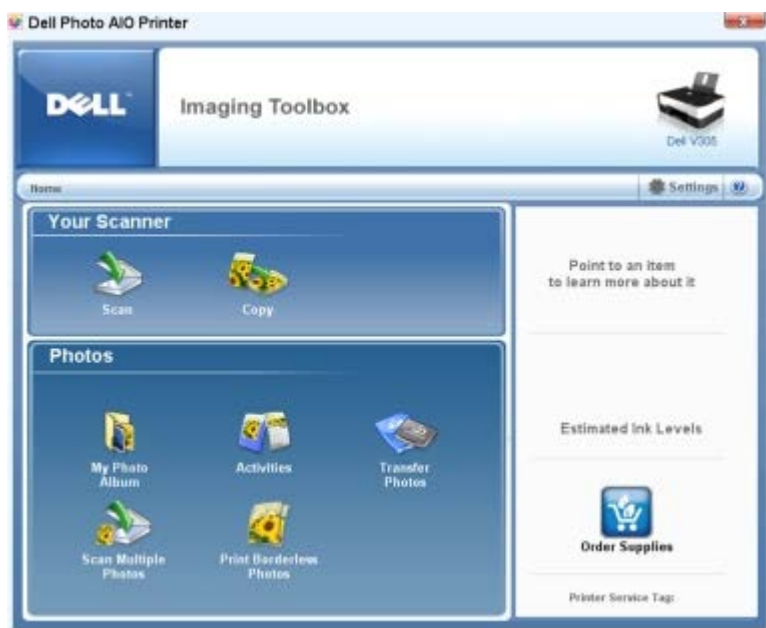 Dell Photo AIO Printer
DELL
Imaging Toolbox
Dell V305
Home
Settings
?
Your Scanner
Scan
Copy
Point to an item
to learn more about it
Photos
My Photo
Album
Activities
Transfer
Photos
Scan Multiple
Photos
Print Borderless
Photos
Estimated Ink Levels
Order Supplies
Printer Service Tag: